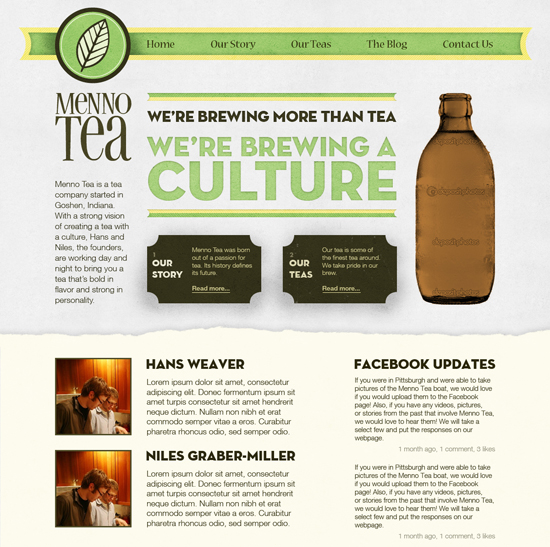 Home
Our Story
Our Teas
The Blog
Contact Us
MENNO
Tea
WE'RE BREWING MORE THAN TEA
WE'RE BREWING A
CULTURE
Menno Tea is a tea
company started in
Goshen, Indiana.
With a strong vision
of creating a tea with
a culture, Hans and
Niles, the founders,
are working day and
night to bring you a
tea that's bold in
flavor and strong in
personality.
1
OUR
STORY
Menno Tea was born
out of a passion for
tea. Its history defines
its future.
Read more...
2
OUR
TEAS
Our tea is some of
the finest tea around.
We take pride in our
brew.
Read more...
depositphotos
depositphotos
depositphotos
HANS WEAVER
Lorem ipsum dolor sit amet, consectetur
adipiscing elit. Donec fermentum ipsum sit
amet turpis consectetur sit amet hendrerit
neque dictum. Nullam non nibh et erat
commodo semper vitae a eros. Curabitur
pharetra rhoncus odio, sed semper odio.
NILES GRABER-MILLER
Lorem ipsum dolor sit amet, consectetur
adipiscing elit. Donec fermentum ipsum sit
amet turpis consectetur sit amet hendrerit
neque dictum. Nullam non nibh et erat
commodo semper vitae a eros. Curabitur
pharetra rhoncus odio, sed semper odio.
FACEBOOK UPDATES
If you were in Pittsburgh and were able to take
pictures of the Menno Tea boat, we would love
if you would upload them to the Facebook
page! Also, if you have any videos, pictures,
or stories from the past that involve Menno Tea,
we would love to hear them! We will take a
select few and put the responses on our
webpage.
1 month ago, 1 comment, 3 likes
If you were in Pittsburgh and were able to take
pictures of the Menno Tea boat, we would love
if you would upload them to the Facebook
page! Also, if you have any videos, pictures,
or stories from the past that involve Menno Tea,
we would love to hear them! We will take a
select few and put the responses on our
webpage.
1 month ago, 1 comment, 3 likes